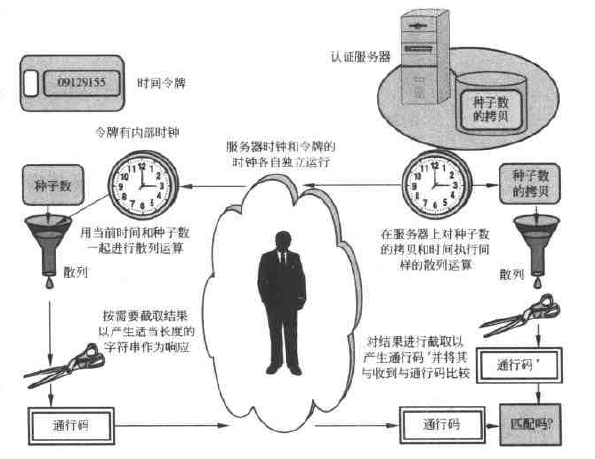 09129155
时间令牌
认证服务器
种子数
的拷贝
令牌有内部时钟
服务器时钟和令牌的
时钟各自独立运行
种子数
种子数
的拷贝
用当前时间和种子数
一起进行散列运算
在服务器上对种子数
的拷贝和时间执行同
样的散列运算
散列
散列
按需要截取结果
以产生适当长度的
字符串作为响应
对结果进行截取以
产生通行码*并将其
与收到与通行码比较
通行码*
通行码
通行码
匹配吗?